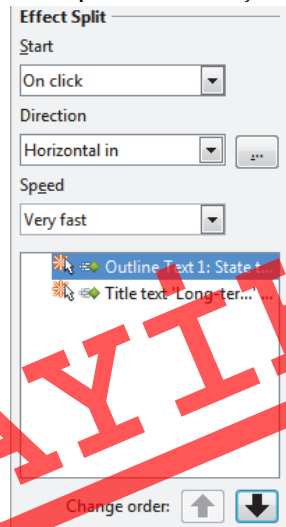 Effect Split
Start
On click
Direction
Horizontal in
...
Speed
Very fast
Outline Text 1: State t...
Title text 'Long-ter...' ...
Change order: